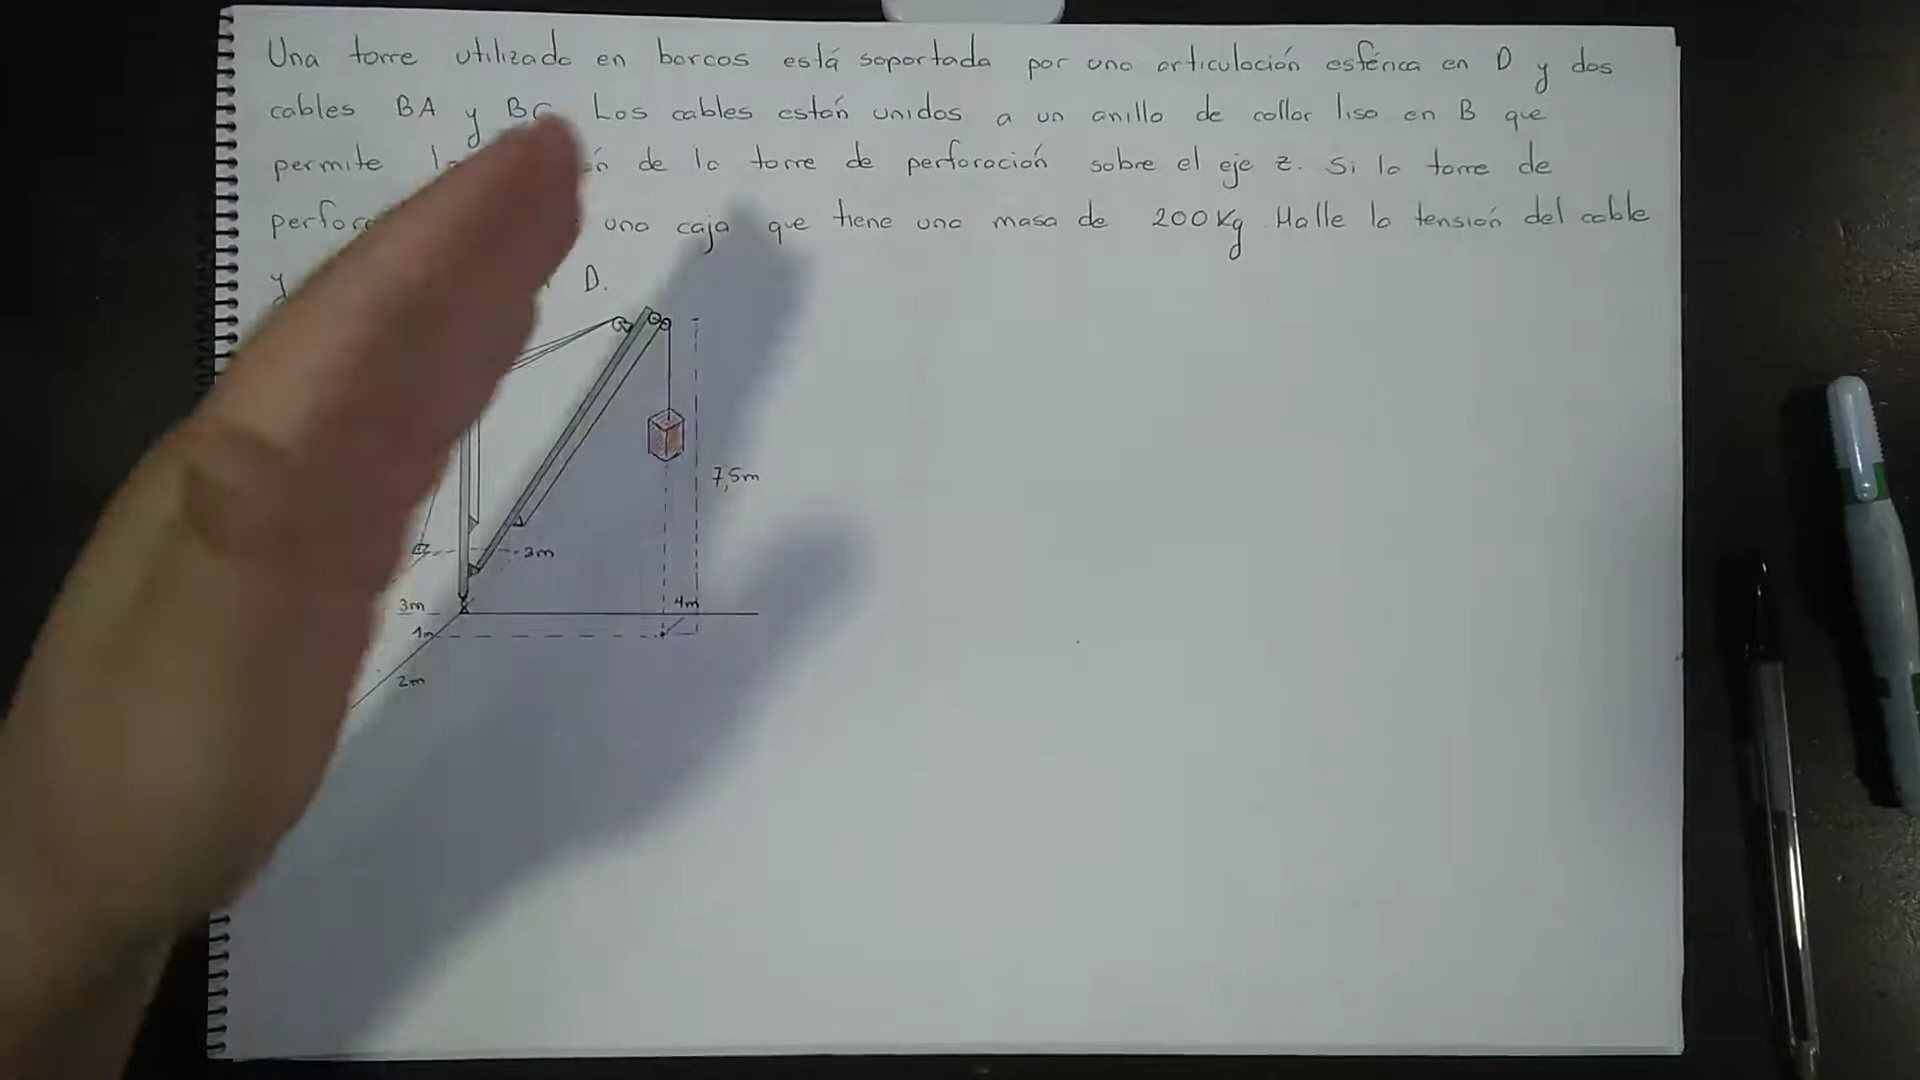 Una torre utilizada en barcos está soportada por una articulación esférica en D y dos
cables BA y BC Los cables están unidos a un anillo de collar liso en B que
permite de la torre de perforación sobre el eje z. Si la torre de
una caja que tiene una masa de 200 Kg Halle la tensión del cable
y D.
7,5m
3m
3m
4m
1m
2m